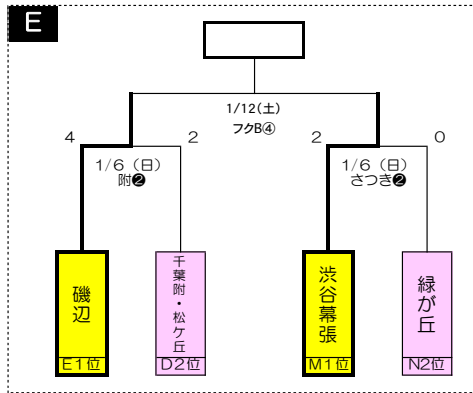 E
1/12(土)
フクB④
4
2
2
0
1/6（日）
附❷
1/6（日）
さつき❷
磯辺
千葉附・松ケ丘
渋谷幕張
緑が丘
E1位
D2位
M1位
N2位